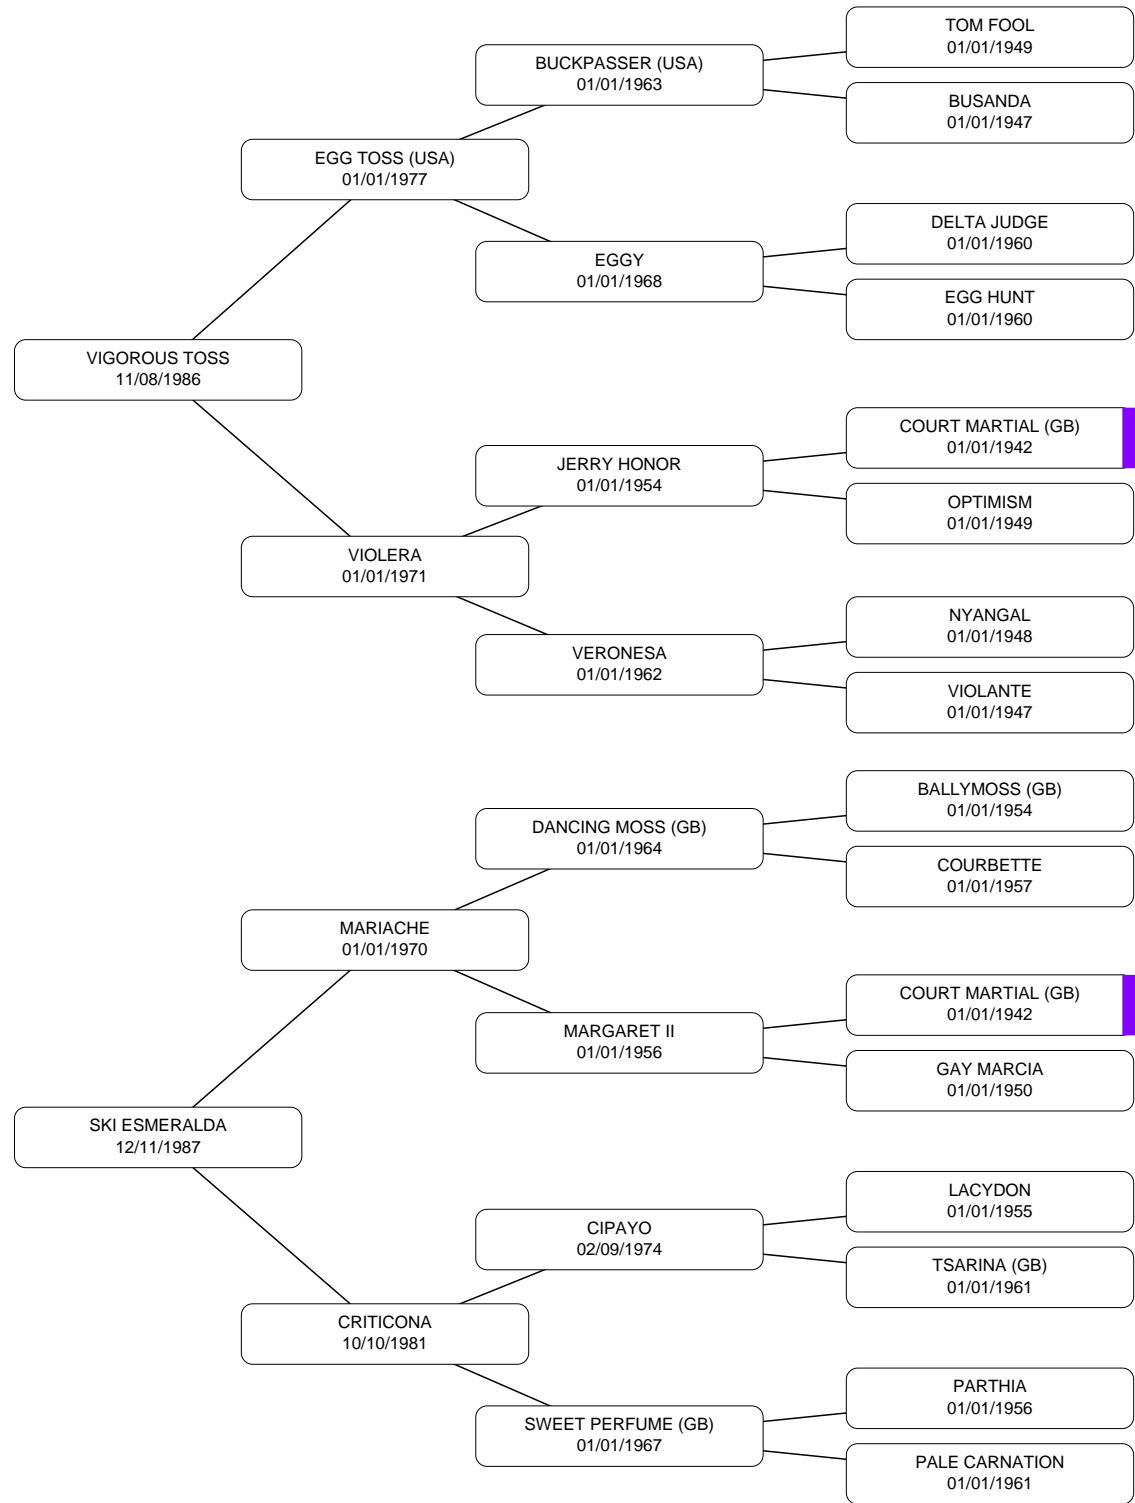 TOM FOOL
01/01/1949
BUCKPASSER (USA)
01/01/1963
BUSANDA
01/01/1947
EGG TOSS (USA)
01/01/1977
DELTA JUDGE
01/01/1960
EGGY
01/01/1968
EGG HUNT
01/01/1960
VIGOROUS TOSS
11/08/1986
COURT MARTIAL (GB)
01/01/1942
JERRY HONOR
01/01/1954
OPTIMISM
01/01/1949
VIOLERA
01/01/1971
NYANGAL
01/01/1948
VERONESA
01/01/1962
VIOLANTE
01/01/1947
BALLYMOSS (GB)
01/01/1954
DANCING MOSS (GB)
01/01/1964
COURBETTE
01/01/1957
MARIACHE
01/01/1970
COURT MARTIAL (GB)
01/01/1942
MARGARET II
01/01/1956
GAY MARCIA
01/01/1950
SKI ESMERALDA
12/11/1987
LACYDON
01/01/1955
CIPAYO
02/09/1974
TSARINA (GB)
01/01/1961
CRITICONA
10/10/1981
PARTHIA
01/01/1956
SWEET PERFUME (GB)
01/01/1967
PALE CARNATION
01/01/1961